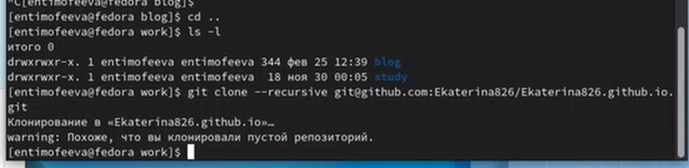 ^C[entimofeeva@fedora blog]$
[entimofeeva@fedora blog]$ cd ..
[entimofeeva@fedora work]$ ls -l
итого 0
drwxrwxr-x. 1 entimofeeva entimofeeva 344 фев 25 12:39 blog
drwxrwxr-x. 1 entimofeeva entimofeeva  18 ноя 30 00:05 study
[entimofeeva@fedora work]$ git clone --recursive git@github.com:Ekaterina826/Ekaterina826.github.io.
git
Клонирование в «Ekaterina826.github.io»…
warning: Похоже, что вы клонировали пустой репозиторий.
[entimofeeva@fedora work]$